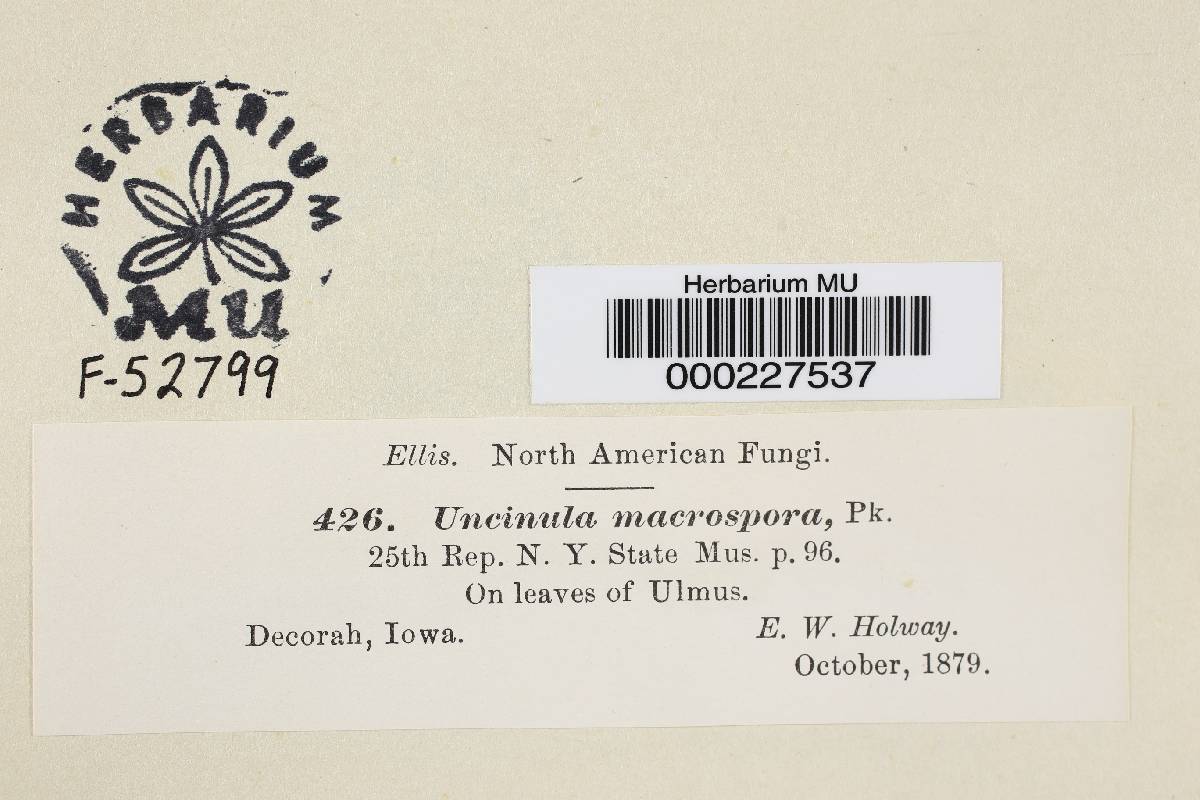 HERBARIUM
MU
F-52799
Herbarium MU
000227537
Ellis. North American Fungi.
426. Uncinula macrospora, Pk.
25th Rep. N. Y. State Mus. p. 96.
On leaves of Ulmus.
Decorah, Iowa.
E. W. Holway.
October, 1879.